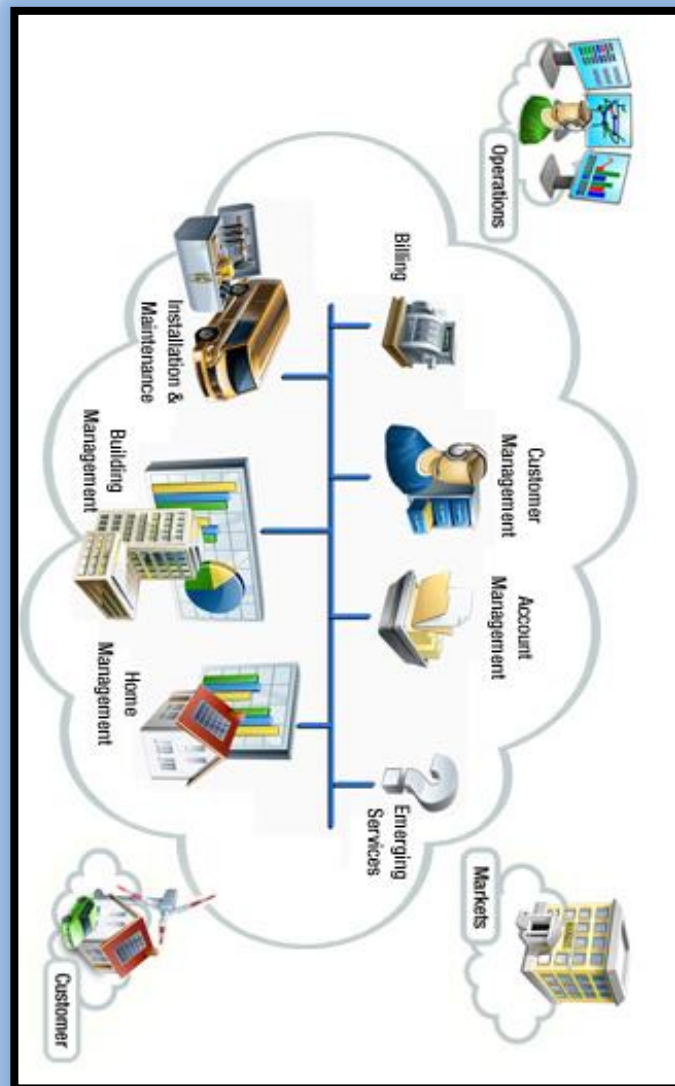 Operations
Markets
Billing
Customer
Management
Account
Management
Emerging
Services
Installation &
Maintenance
Building
Management
Home
Management
Customer